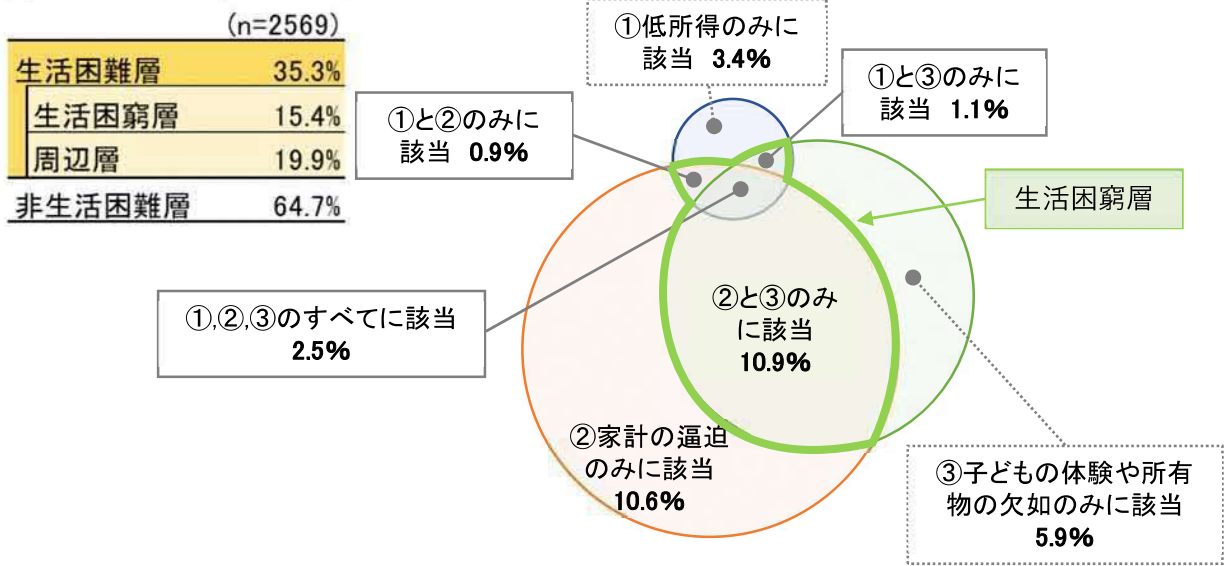 (n=2569)
生活困難層 35.3%
生活困窮層 15.4%
周辺層 19.9%
非生活困難層 64.7%
①低所得のみに
該当 3.4%
①と③のみに
該当 1.1%
①と②のみに
該当 0.9%
生活困窮層
①,②,③のすべてに該当
2.5%
②と③のみ
に該当
10.9%
②家計の逼迫
のみに該当
10.6%
③子どもの体験や所有
物の欠如のみに該当
5.9%